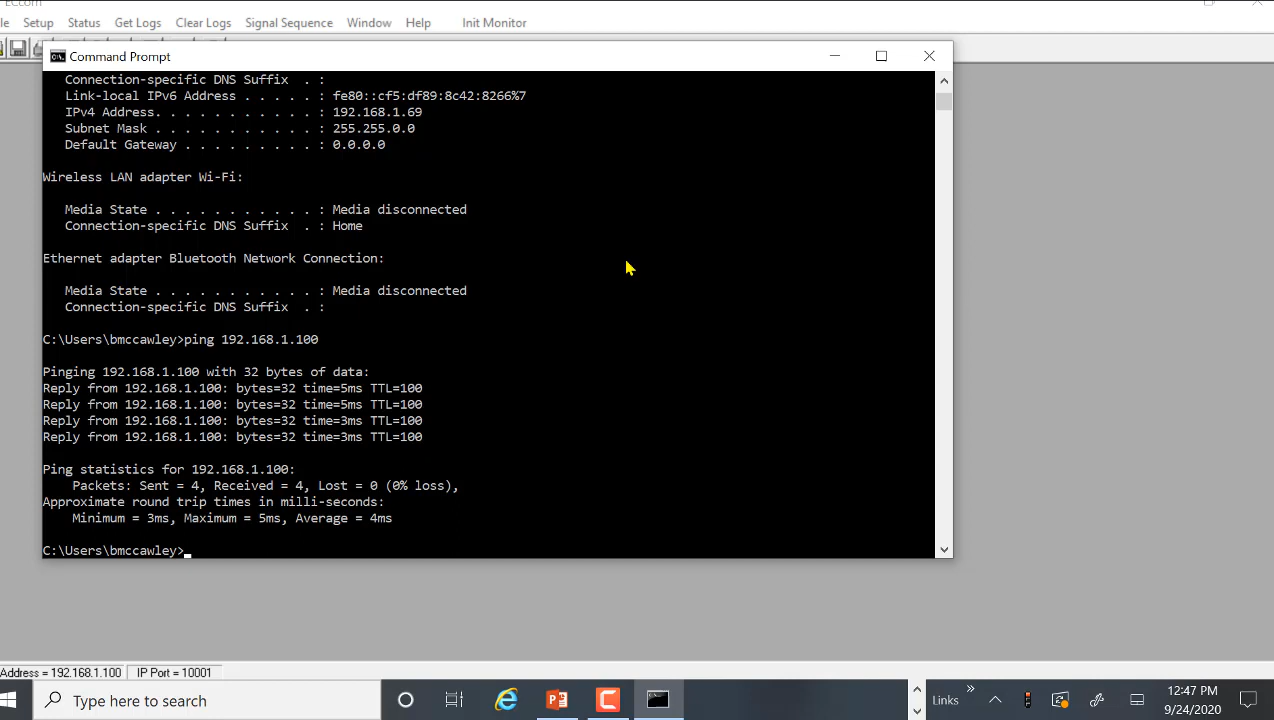 ECcom
le Setup Status Get Logs Clear Logs Signal Sequence Window Help Init Monitor
Command Prompt
Connection-specific DNS Suffix . :
Link-local IPv6 Address . . . . . : fe80::cf5:df89:8c42:8266%7
IPv4 Address. . . . . . . . . . . : 192.168.1.69
Subnet Mask . . . . . . . . . . . : 255.255.0.0
Default Gateway . . . . . . . . . : 0.0.0.0
Wireless LAN adapter Wi-Fi:
Media State . . . . . . . . . . . : Media disconnected
Connection-specific DNS Suffix . : Home
Ethernet adapter Bluetooth Network Connection:
Media State . . . . . . . . . . . : Media disconnected
Connection-specific DNS Suffix . :
C:\Users\bmccawley>ping 192.168.1.100
Pinging 192.168.1.100 with 32 bytes of data:
Reply from 192.168.1.100: bytes=32 time=5ms TTL=100
Reply from 192.168.1.100: bytes=32 time=5ms TTL=100
Reply from 192.168.1.100: bytes=32 time=3ms TTL=100
Reply from 192.168.1.100: bytes=32 time=3ms TTL=100
Ping statistics for 192.168.1.100:
Packets: Sent = 4, Received = 4, Lost = 0 (0% loss),
Approximate round trip times in milli-seconds:
Minimum = 3ms, Maximum = 5ms, Average = 4ms
C:\Users\bmccawley>
Address = 192.168.1.100 IP Port = 10001
Type here to search
Links
12:47 PM
9/24/2020